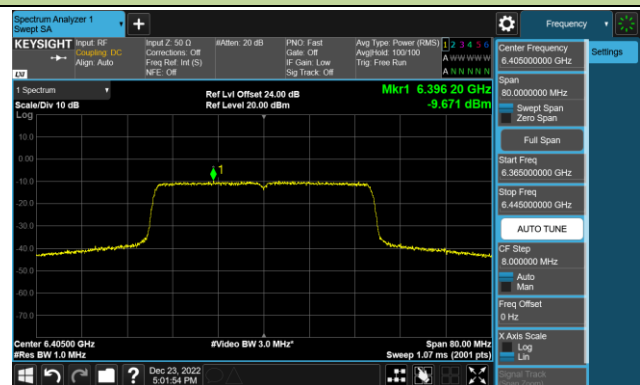 Spectrum Analyzer 1
Swept SA
Frequency
KEYSIGHT
Input: RF
Coupling: DC
Align: Auto
Input Z: 50 Ω
Corrections: Off
Freq Ref: Int (S)
NFE: Off
#Atten: 20 dB
PNO: Fast
Gate: Off
IF Gain: Low
Sig Track: Off
Avg Type: Power (RMS)
Avg|Hold: 100/100
Trig: Free Run
1 2 3 4 5 6
A W W W W W
A N N N N N
LXI
Center Frequency
6.405000000 GHz
Settings
Span
80.0000000 MHz
Swept Span
Zero Span
Full Span
Start Freq
6.365000000 GHz
Stop Freq
6.445000000 GHz
AUTO TUNE
CF Step
8.000000 MHz
Auto
Man
Freq Offset
0 Hz
X Axis Scale
Log
Lin
Signal Track
1 Spectrum
Scale/Div 10 dB
Log
Ref Lvl Offset 24.00 dB
Ref Level 20.00 dBm
Mkr1 6.396 20 GHz
-9.671 dBm
1
10.0
0.00
-10.0
-20.0
-30.0
-40.0
-50.0
-60.0
-70.0
Center 6.40500 GHz
#Res BW 1.0 MHz
#Video BW 3.0 MHz*
Span 80.00 MHz
Sweep 1.07 ms (2001 pts)
Dec 23, 2022
5:01:54 PM